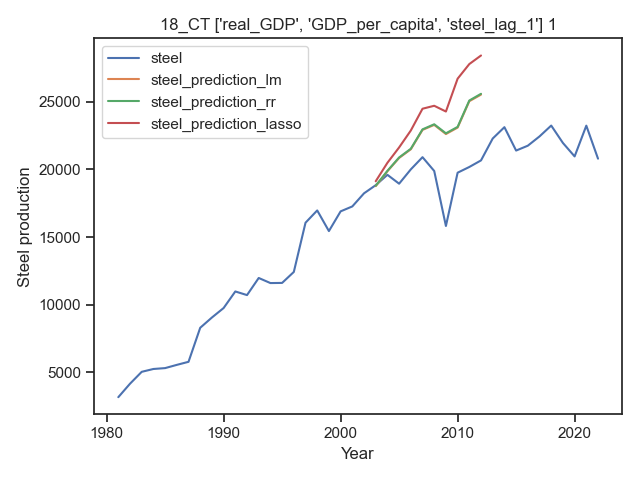 18_CT ['real_GDP', 'GDP_per_capita', 'steel_lag_1'] 1
steel
steel_prediction_lm
steel_prediction_rr
steel_prediction_lasso
Steel production
25000
20000
15000
10000
5000
1980
1990
2000
2010
2020
Year